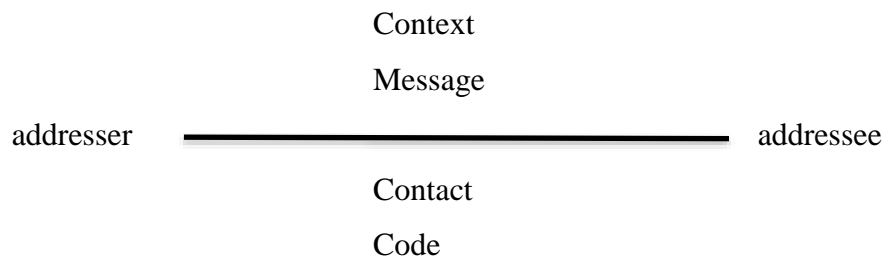 Context
Message
addresser addressee
Contact
Code